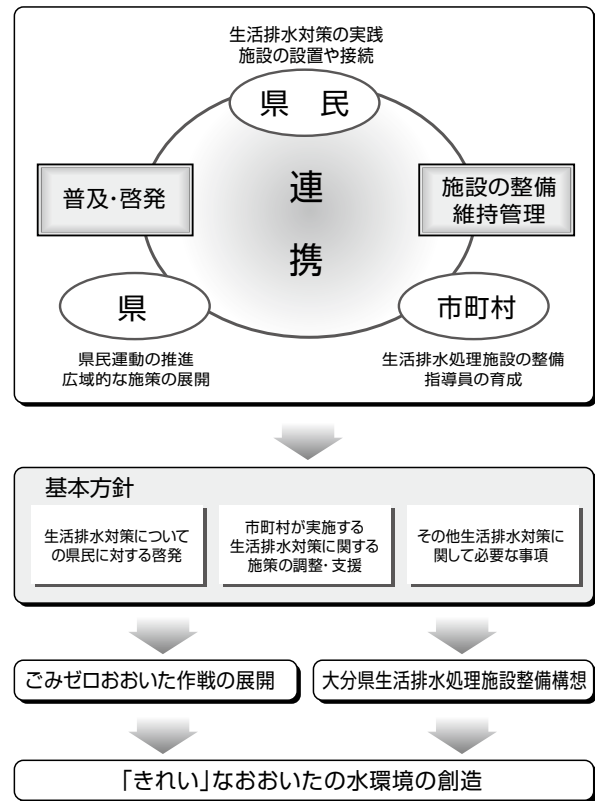 生活排水対策の実践
施設の設置や接続
県 民
連
携
普及・啓発
施設の整備
維持管理
県
市町村
県民運動の推進
広域的な施策の展開
生活排水処理施設の整備
指導員の育成
基本方針
生活排水対策について
の県民に対する啓発
市町村が実施する
生活排水対策に関する
施策の調整・支援
その他生活排水対策に
関して必要な事項
ごみゼロおおいた作戦の展開
大分県生活排水処理施設整備構想
「きれい」なおおいたの水環境の創造